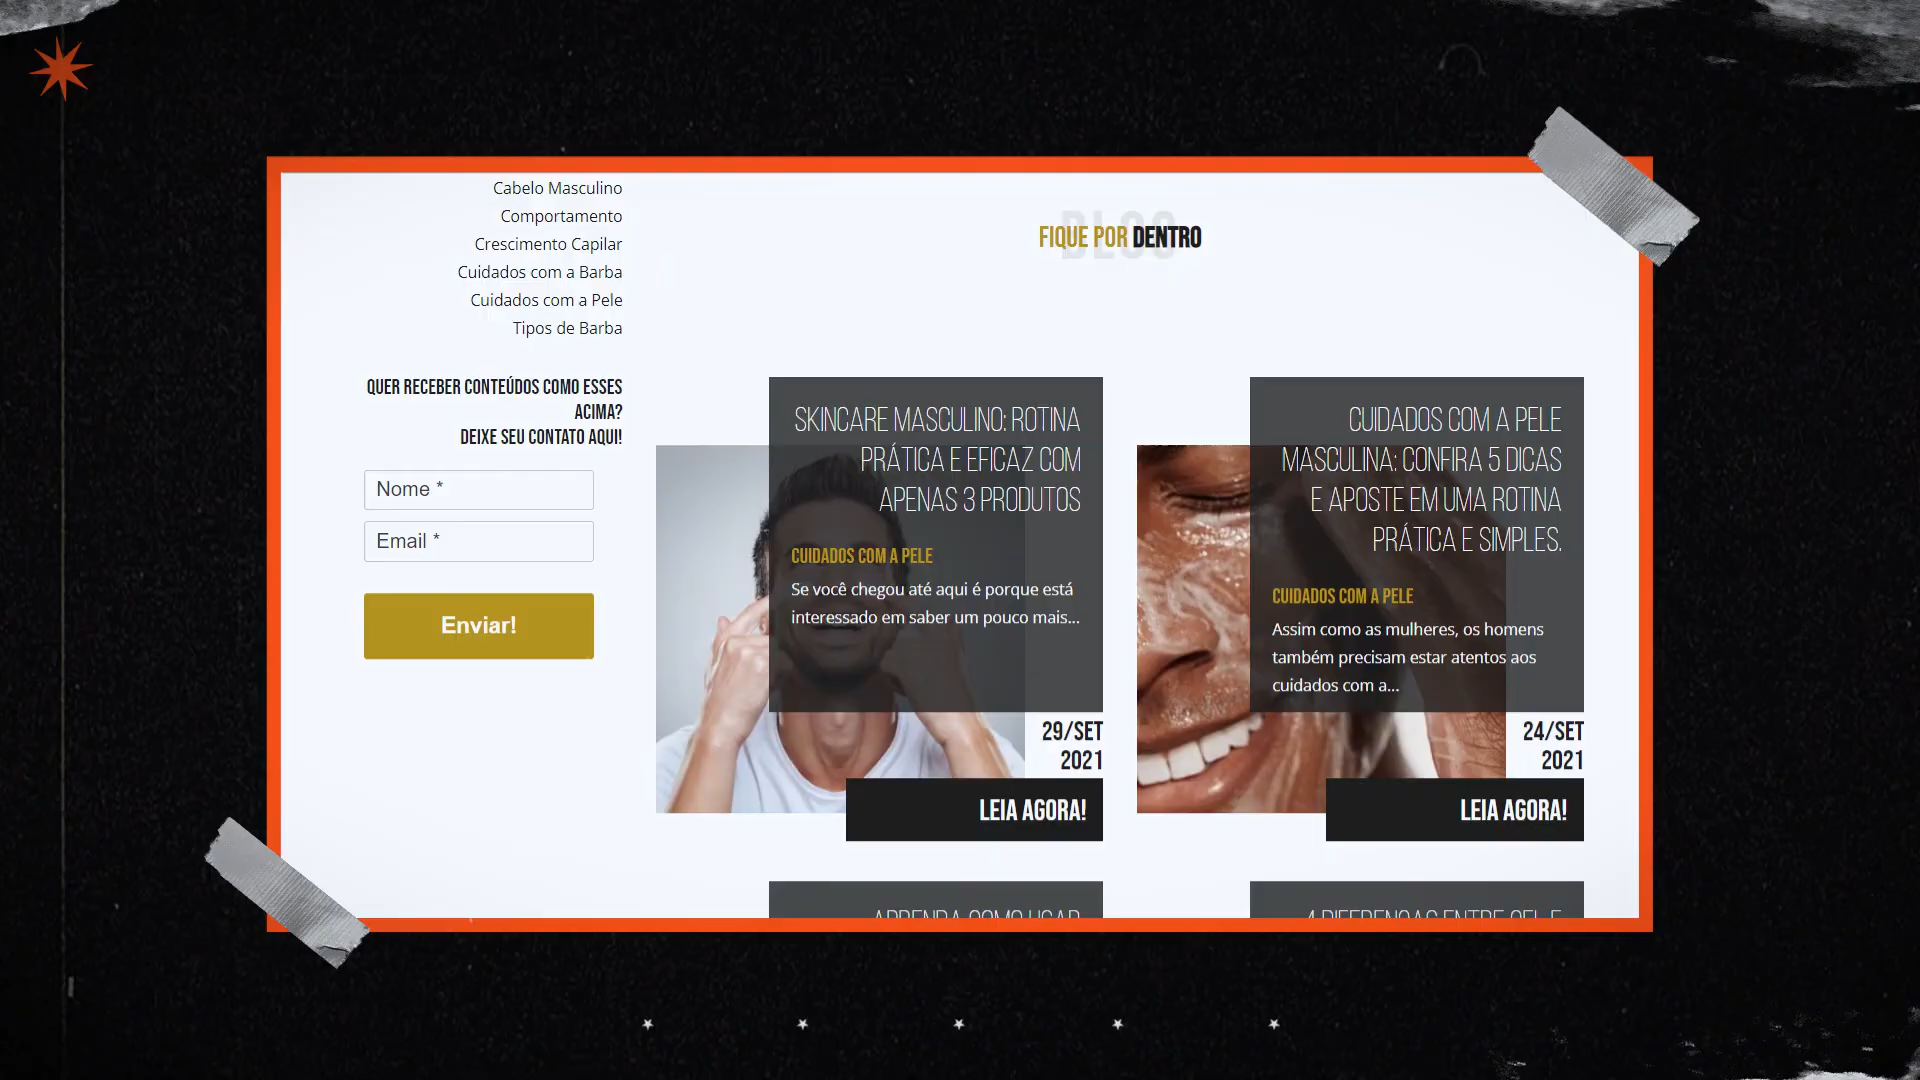 Cabelo Masculino
Comportamento
Crescimento Capilar
Cuidados com a Barba
Cuidados com a Pele
Tipos de Barba
QUER RECEBER CONTEÚDOS COMO ESSES
ACIMA?
DEIXE SEU CONTATO AQUI!
Nome *
Email *
Enviar!
BLOG
FIQUE POR DENTRO
SKINCARE MASCULINO: ROTINA
PRÁTICA E EFICAZ COM
APENAS 3 PRODUTOS
CUIDADOS COM A PELE
Se você chegou até aqui é porque está
interessado em saber um pouco mais...
29/SET
2021
LEIA AGORA!
CUIDADOS COM A PELE
MASCULINA: CONFIRA 5 DICAS
E APOSTE EM UMA ROTINA
PRÁTICA E SIMPLES.
CUIDADOS COM A PELE
Assim como as mulheres, os homens
também precisam estar atentos aos
cuidados com a...
24/SET
2021
LEIA AGORA!
APRENDA COMO USAR
4 DIFERENÇAS ENTRE GEL E